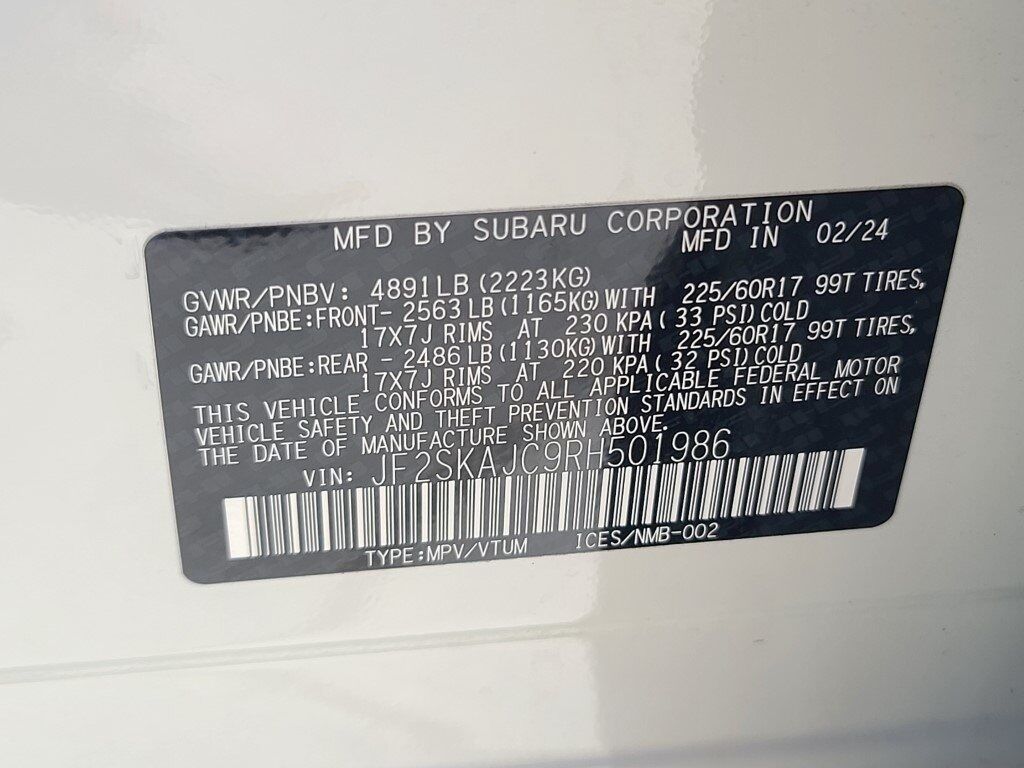 MFD BY SUBARU CORPORATION
MFD IN 02/24
GVWR/PNBV: 4891LB (2223KG)
GAWR/PNBE:FRONT- 2563 LB (1165KG) WITH 225/60R17 99T TIRES,
17X7J RIMS AT 230 KPA ( 33 PSI) COLD
GAWR/PNBE:REAR - 2486 LB (1130KG) WITH 225/60R17 99T TIRES,
17X7J RIMS AT 220 KPA ( 32 PSI) COLD
THIS VEHICLE CONFORMS TO ALL APPLICABLE FEDERAL MOTOR
VEHICLE SAFETY AND THEFT PREVENTION STANDARDS IN EFFECT ON
THE DATE OF MANUFACTURE SHOWN ABOVE.
VIN: JF2SKAJC9RH501986
TYPE:MPV/VTUM ICES/NMB-002